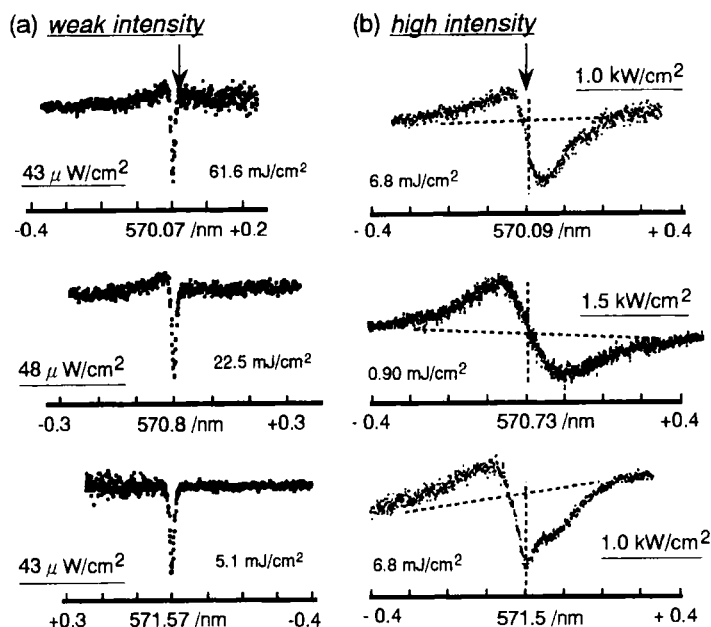 (a) weak intensity
43 μW/cm²
61.6 mJ/cm²
-0.4 570.07 /nm +0.2
48 μW/cm²
22.5 mJ/cm²
-0.3 570.8 /nm +0.3
43 μW/cm²
5.1 mJ/cm²
+0.3 571.57/nm -0.4
(b) high intensity
1.0 kW/cm²
6.8 mJ/cm²
- 0.4 570.09 /nm + 0.4
1.5 kW/cm²
0.90 mJ/cm²
- 0.4 570.73 /nm +0.4
6.8 mJ/cm²
1.0 kW/cm²
- 0.4 571.5 /nm + 0.4